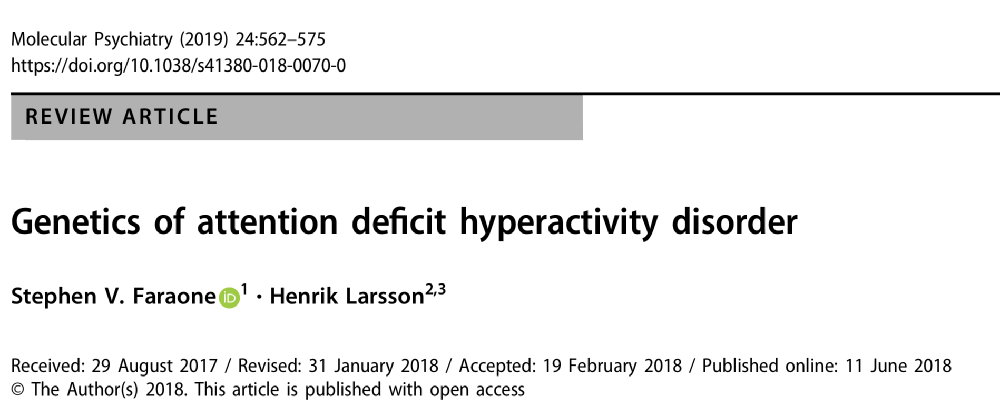 Molecular Psychiatry (2019) 24:562–575
https://doi.org/10.1038/s41380-018-0070-0
REVIEW ARTICLE
Genetics of attention deficit hyperactivity disorder
Stephen V. Faraone iD 1 · Henrik Larsson 2,3
Received: 29 August 2017 / Revised: 31 January 2018 / Accepted: 19 February 2018 / Published online: 11 June 2018
© The Author(s) 2018. This article is published with open access